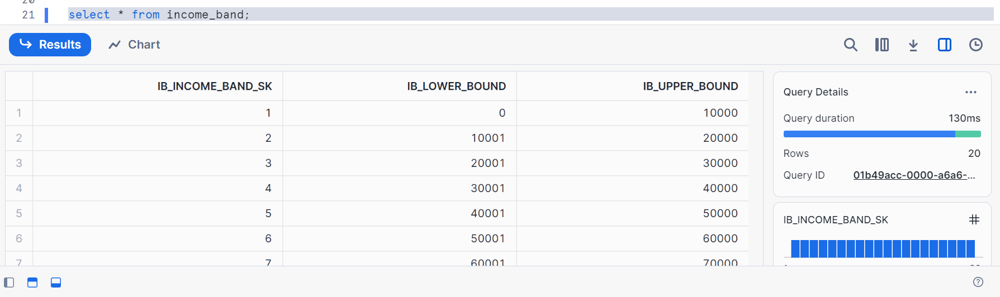 20
21 select * from income_band;
Results Chart
IB_INCOME_BAND_SK IB_LOWER_BOUND IB_UPPER_BOUND
1 1 0 10000
2 2 10001 20000
3 3 20001 30000
4 4 30001 40000
5 5 40001 50000
6 6 50001 60000
7 7 60001 70000
Query Details
Query duration 130ms
Rows 20
Query ID 01b49acc-0000-a6a6-...
IB_INCOME_BAND_SK